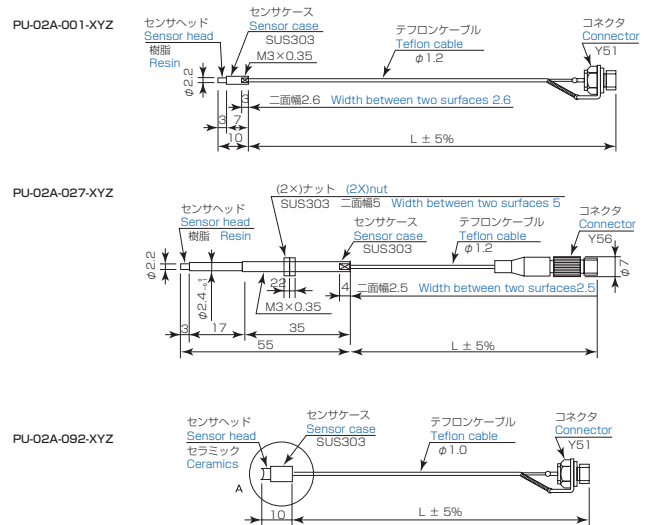 PU-02A-001-XYZ
センサヘッド
Sensor head
樹脂
Resin
センサケース
Sensor case
SUS303
M3×0.35
テフロンケーブル
Teflon cable
φ1.2
コネクタ
Connector
Y51
φ2.2
3
二面幅2.6 Width between two surfaces 2.6
3
7
10
L ± 5%
PU-02A-027-XYZ
センサヘッド
Sensor head
樹脂 Resin
(2×)ナット (2X)nut
SUS303 二面幅5 Width between two surfaces 5
センサケース
Sensor case
SUS303
テフロンケーブル
Teflon cable
φ1.2
コネクタ
Connector
Y56
φ7
φ2.2
φ2.4
22
M3×0.35
4
二面幅2.5 Width between two surfaces2.5
3
17
35
55
L ± 5%
PU-02A-092-XYZ
センサヘッド
Sensor head
セラミック
Ceramics
センサケース
Sensor case
SUS303
テフロンケーブル
Teflon cable
φ1.0
コネクタ
Connector
Y51
A
10
L ± 5%